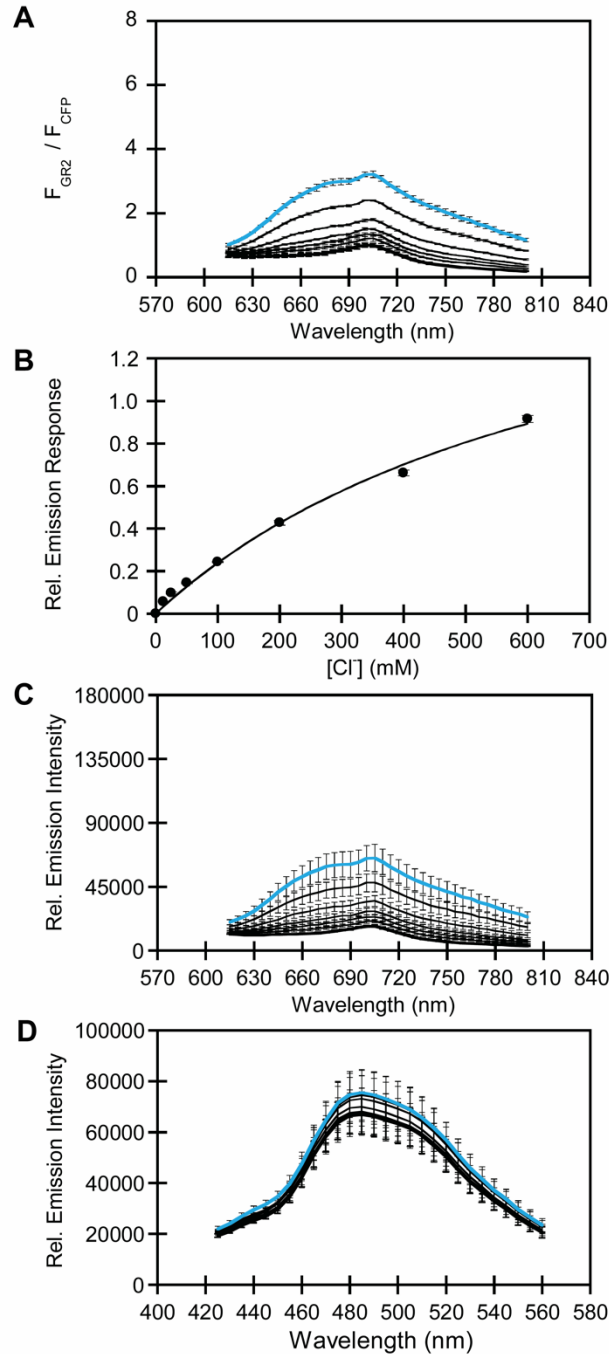 A
F_GR2 / F_CFP
8
6
4
2
0
570 600 630 660 690 720 750 780 810 840
Wavelength (nm)
B
Rel. Emission Response
1.2
1.0
0.8
0.6
0.4
0.2
0
0 100 200 300 400 500 600 700
[Cl⁻] (mM)
C
Rel. Emission Intensity
180000
135000
90000
45000
0
570 600 630 660 690 720 750 780 810 840
Wavelength (nm)
D
Rel. Emission Intensity
100000
80000
60000
40000
20000
0
400 420 440 460 480 500 520 540 560 580
Wavelength (nm)